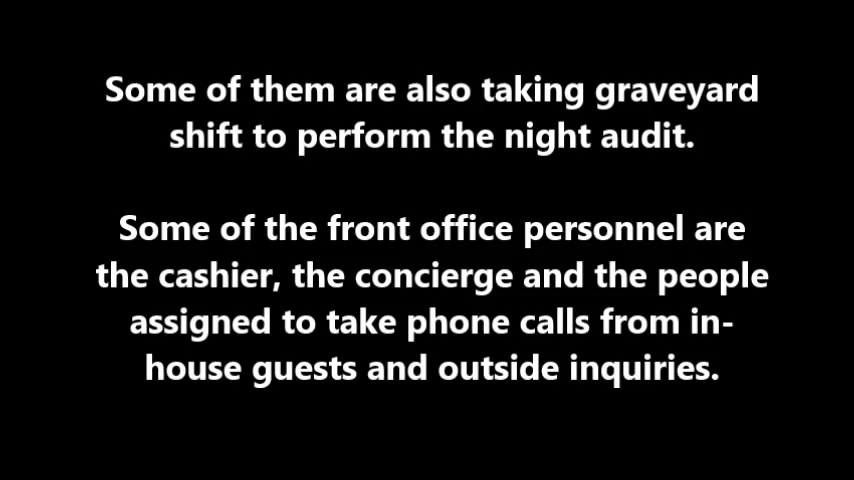 Some of them are also taking graveyard
shift to perform the night audit.
Some of the front office personnel are
the cashier, the concierge and the people
assigned to take phone calls from in-
house guests and outside inquiries.